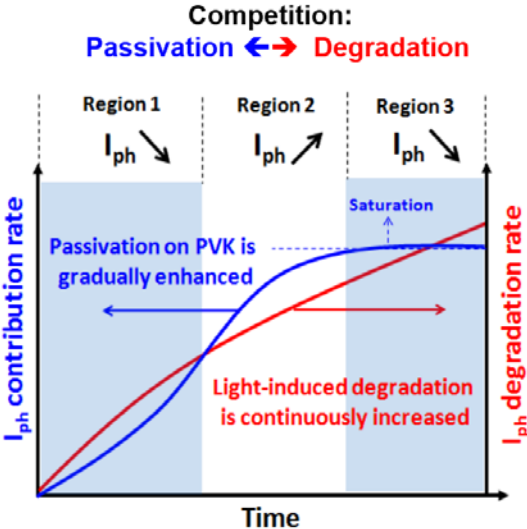 Competition:
Passivation ⇷⇸ Degradation
Region 1
Region 2
Region 3
Iph
Iph
Iph
Saturation
Passivation on PVK is
gradually enhanced
Light-induced degradation
is continuously increased
Iph contribution rate
Iph degradation rate
Time